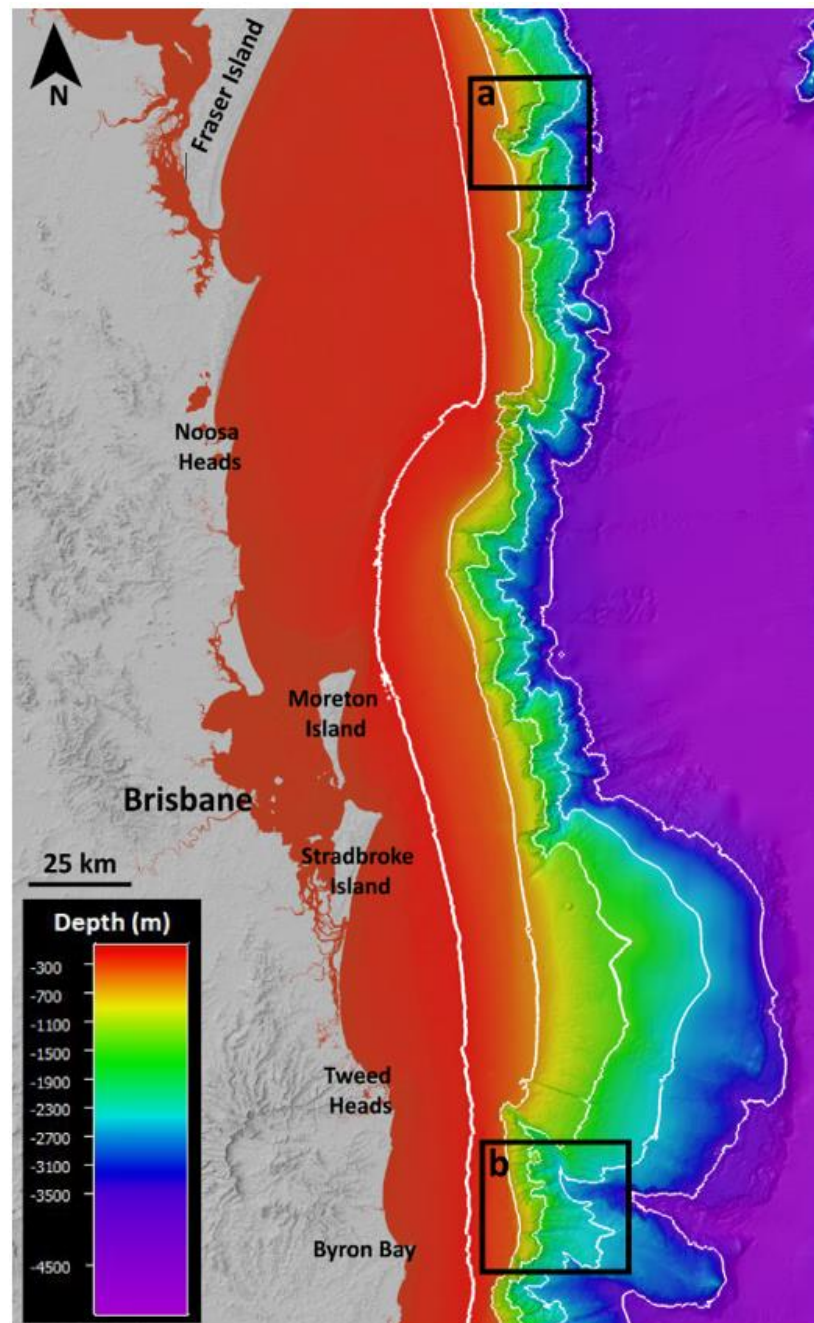 Fraser Island
N
a
Noosa
Heads
Moreton
Island
Brisbane
Stradbroke
Island
25 km
Depth (m)
-300
-700
-1100
-1500
-1900
-2300
-2700
-3100
-3500
-4500
Tweed
Heads
b
Byron Bay